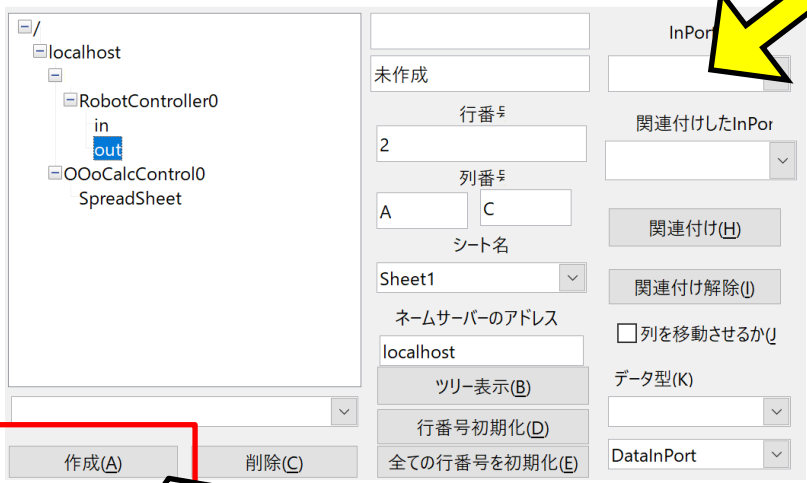 /
localhost
RobotController0
in
out
OOoCalcControl0
SpreadSheet
作成(A)
削除(C)
未作成
行番
2
列番
A
C
シート名
Sheet1
ネームサーバーのアドレス
localhost
ツリー表示(B)
行番号初期化(D)
全ての行番号を初期化(E)
InPor
関連付けしたInPor
関連付け(H)
関連付け解除(I)
列を移動させるか(J
データ型(K)
DataInPort